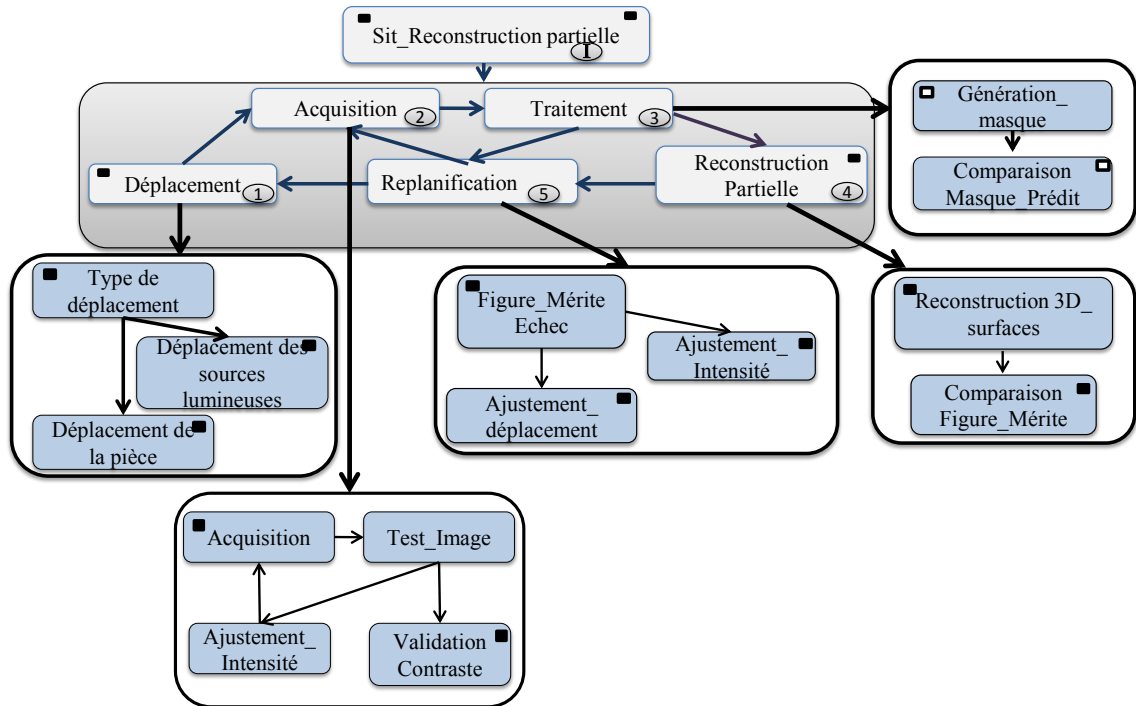 Sit_Reconstruction partielle
I
Acquisition
2
Traitement
3
Génération_
masque
Comparaison
Masque_Prédit
Déplacement
1
Replanification
5
Reconstruction
Partielle
4
Type de
déplacement
Déplacement des
sources
lumineuses
Déplacement de
la pièce
Figure_Mérite
Echec
Ajustement_
Intensité
Ajustement_
déplacement
Reconstruction 3D_
surfaces
Comparaison
Figure_Mérite
Acquisition
Test_Image
Ajustement_
Intensité
Validation
Contraste